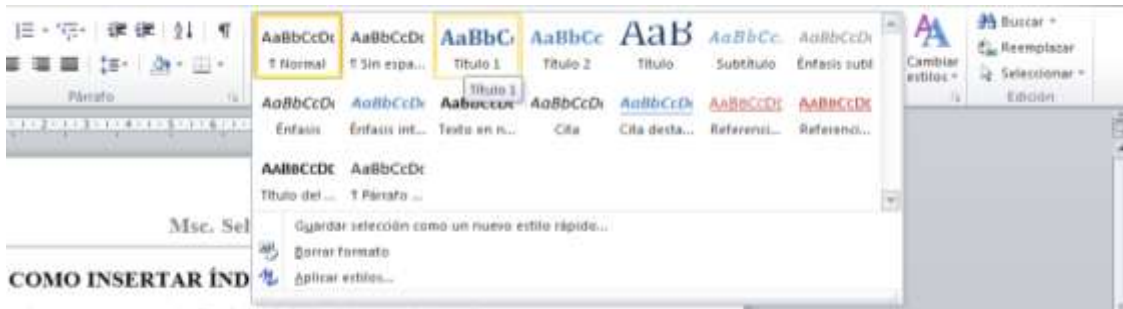 AaBbCcDc AaBbCcDc AaBbC AaBbCc AaB AaBbCc. AaBbCcDc
¶ Normal ¶ Sin espa... Título 1 Título 2 Título Subtítulo Énfasis sutil
Título 1
AaBbCcDc AaBbCcDc AaBbCcDc AaBbCcDc AaBbCcDc AaBbCcDc AaBbCcDc
Énfasis Énfasis int... Texto en n... Cita Cita desta... Referenci... Referenci...
AaBbCcDc AaBbCcDc
Título del ... ¶ Párrafo ...
Guardar selección como un nuevo estilo rápido...
Borrar formato
Aplicar estilos...
Párrafo
Cambiar
estilos
Buscar
Reemplazar
Seleccionar
Edición
Msc. Sel
COMO INSERTAR ÍND